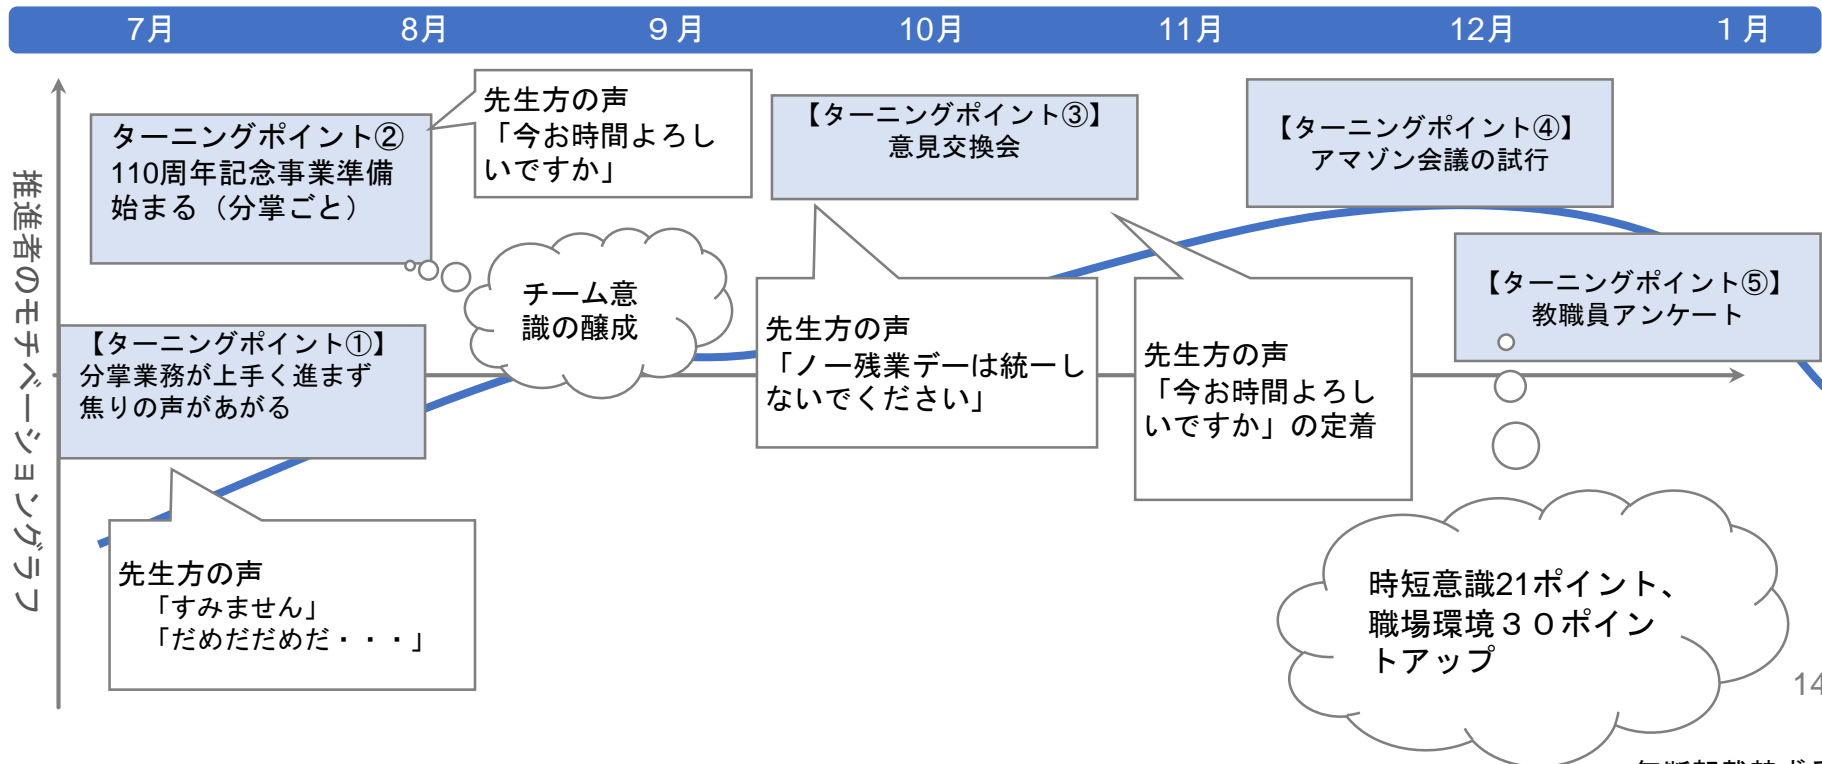 7月
8月
９月
10月
11月
12月
１月
推進者のモチベーショングラフ
ターニングポイント②
110周年記念事業準備
始まる（分掌ごと）
先生方の声
「今お時間よろし
いですか」
【ターニングポイント③】
意見交換会
【ターニングポイント④】
アマゾン会議の試行
チーム意
識の醸成
【ターニングポイント①】
分掌業務が上手く進まず
焦りの声があがる
先生方の声
「ノー残業デーは統一し
ないでください」
先生方の声
「今お時間よろし
いですか」の定着
【ターニングポイント⑤】
教職員アンケート
先生方の声
「すみません」
「だめだだめだ・・・」
時短意識21ポイント、
職場環境３０ポイン
トアップ
14